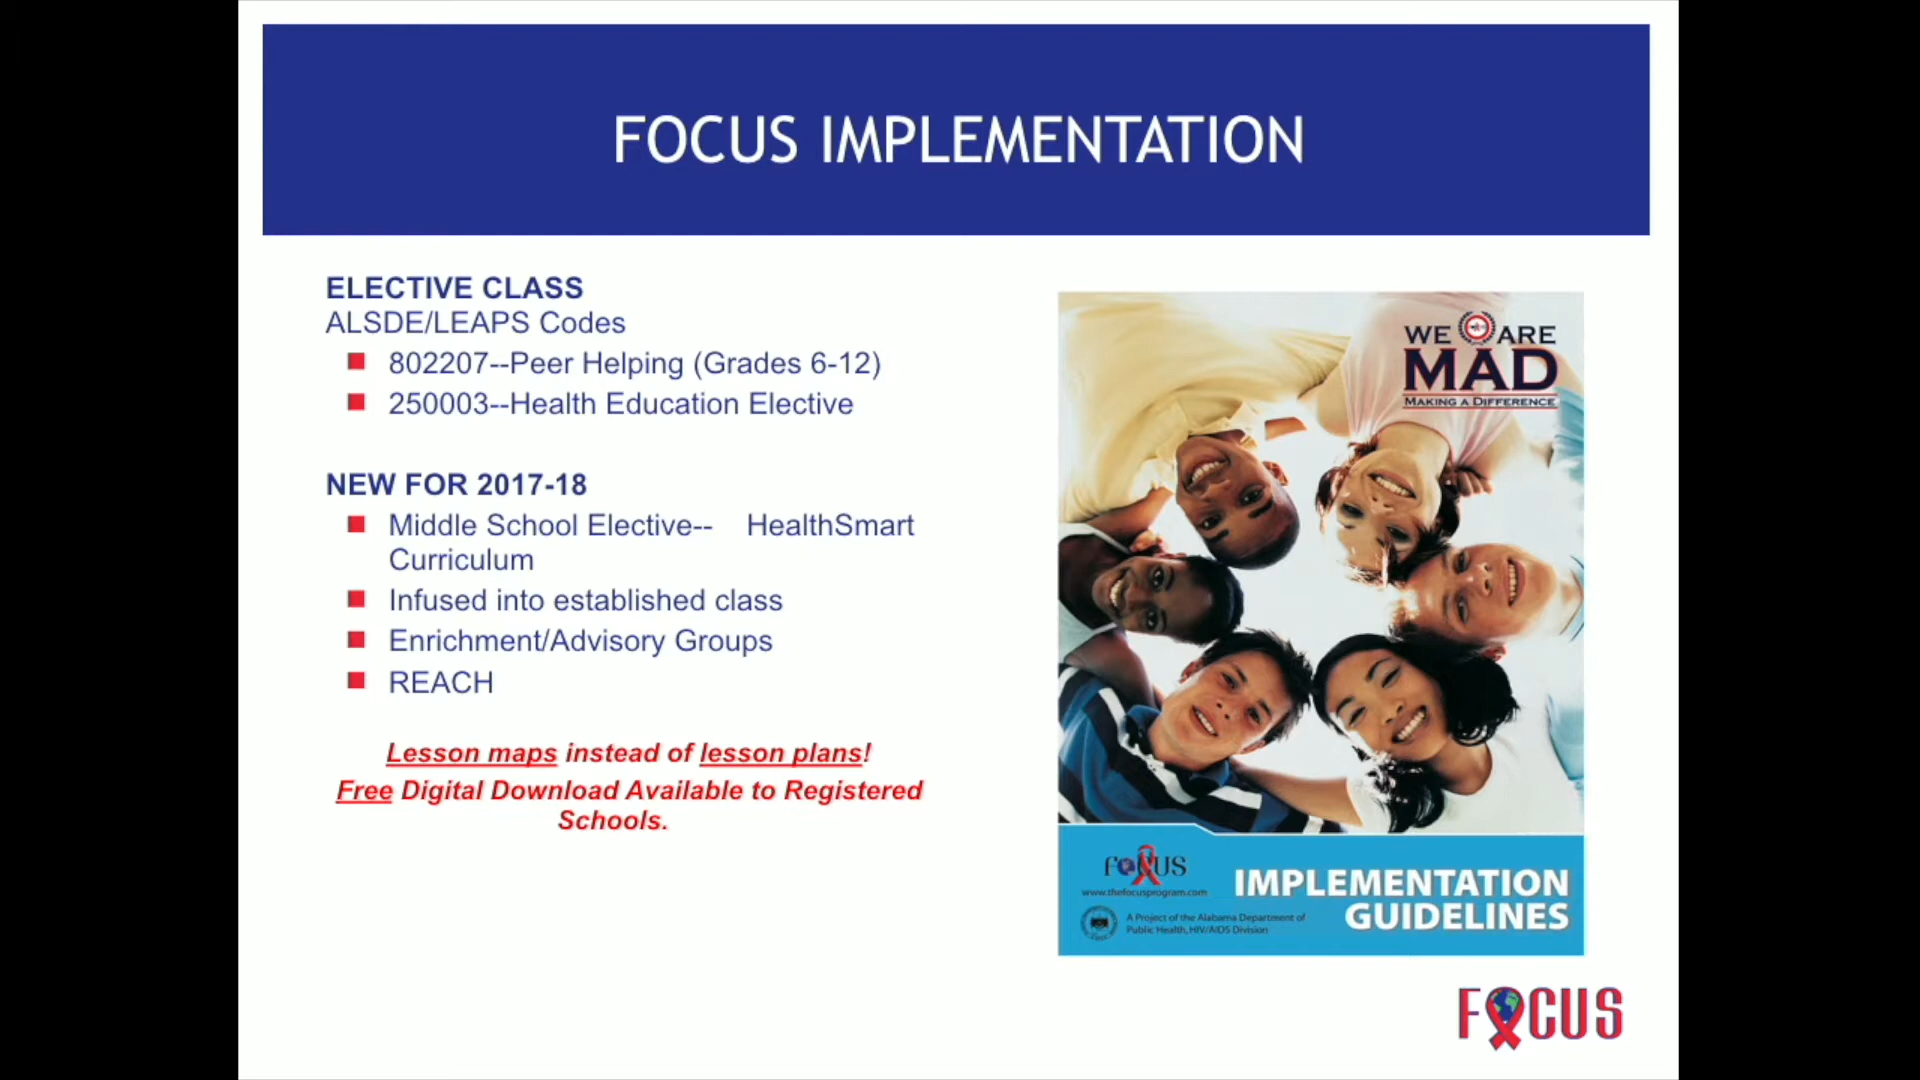 FOCUS IMPLEMENTATION
ELECTIVE CLASS
ALSDE/LEAPS Codes
802207--Peer Helping (Grades 6-12)
250003--Health Education Elective
NEW FOR 2017-18
Middle School Elective-- HealthSmart
Curriculum
Infused into established class
Enrichment/Advisory Groups
REACH
Lesson maps instead of lesson plans!
Free Digital Download Available to Registered
Schools.
WE ARE
MAD
MAKING A DIFFERENCE
FOCUS
www.thefocusprogram.com
A Project of the Alabama Department of
Public Health, HIV/AIDS Division
IMPLEMENTATION
GUIDELINES
FOCUS